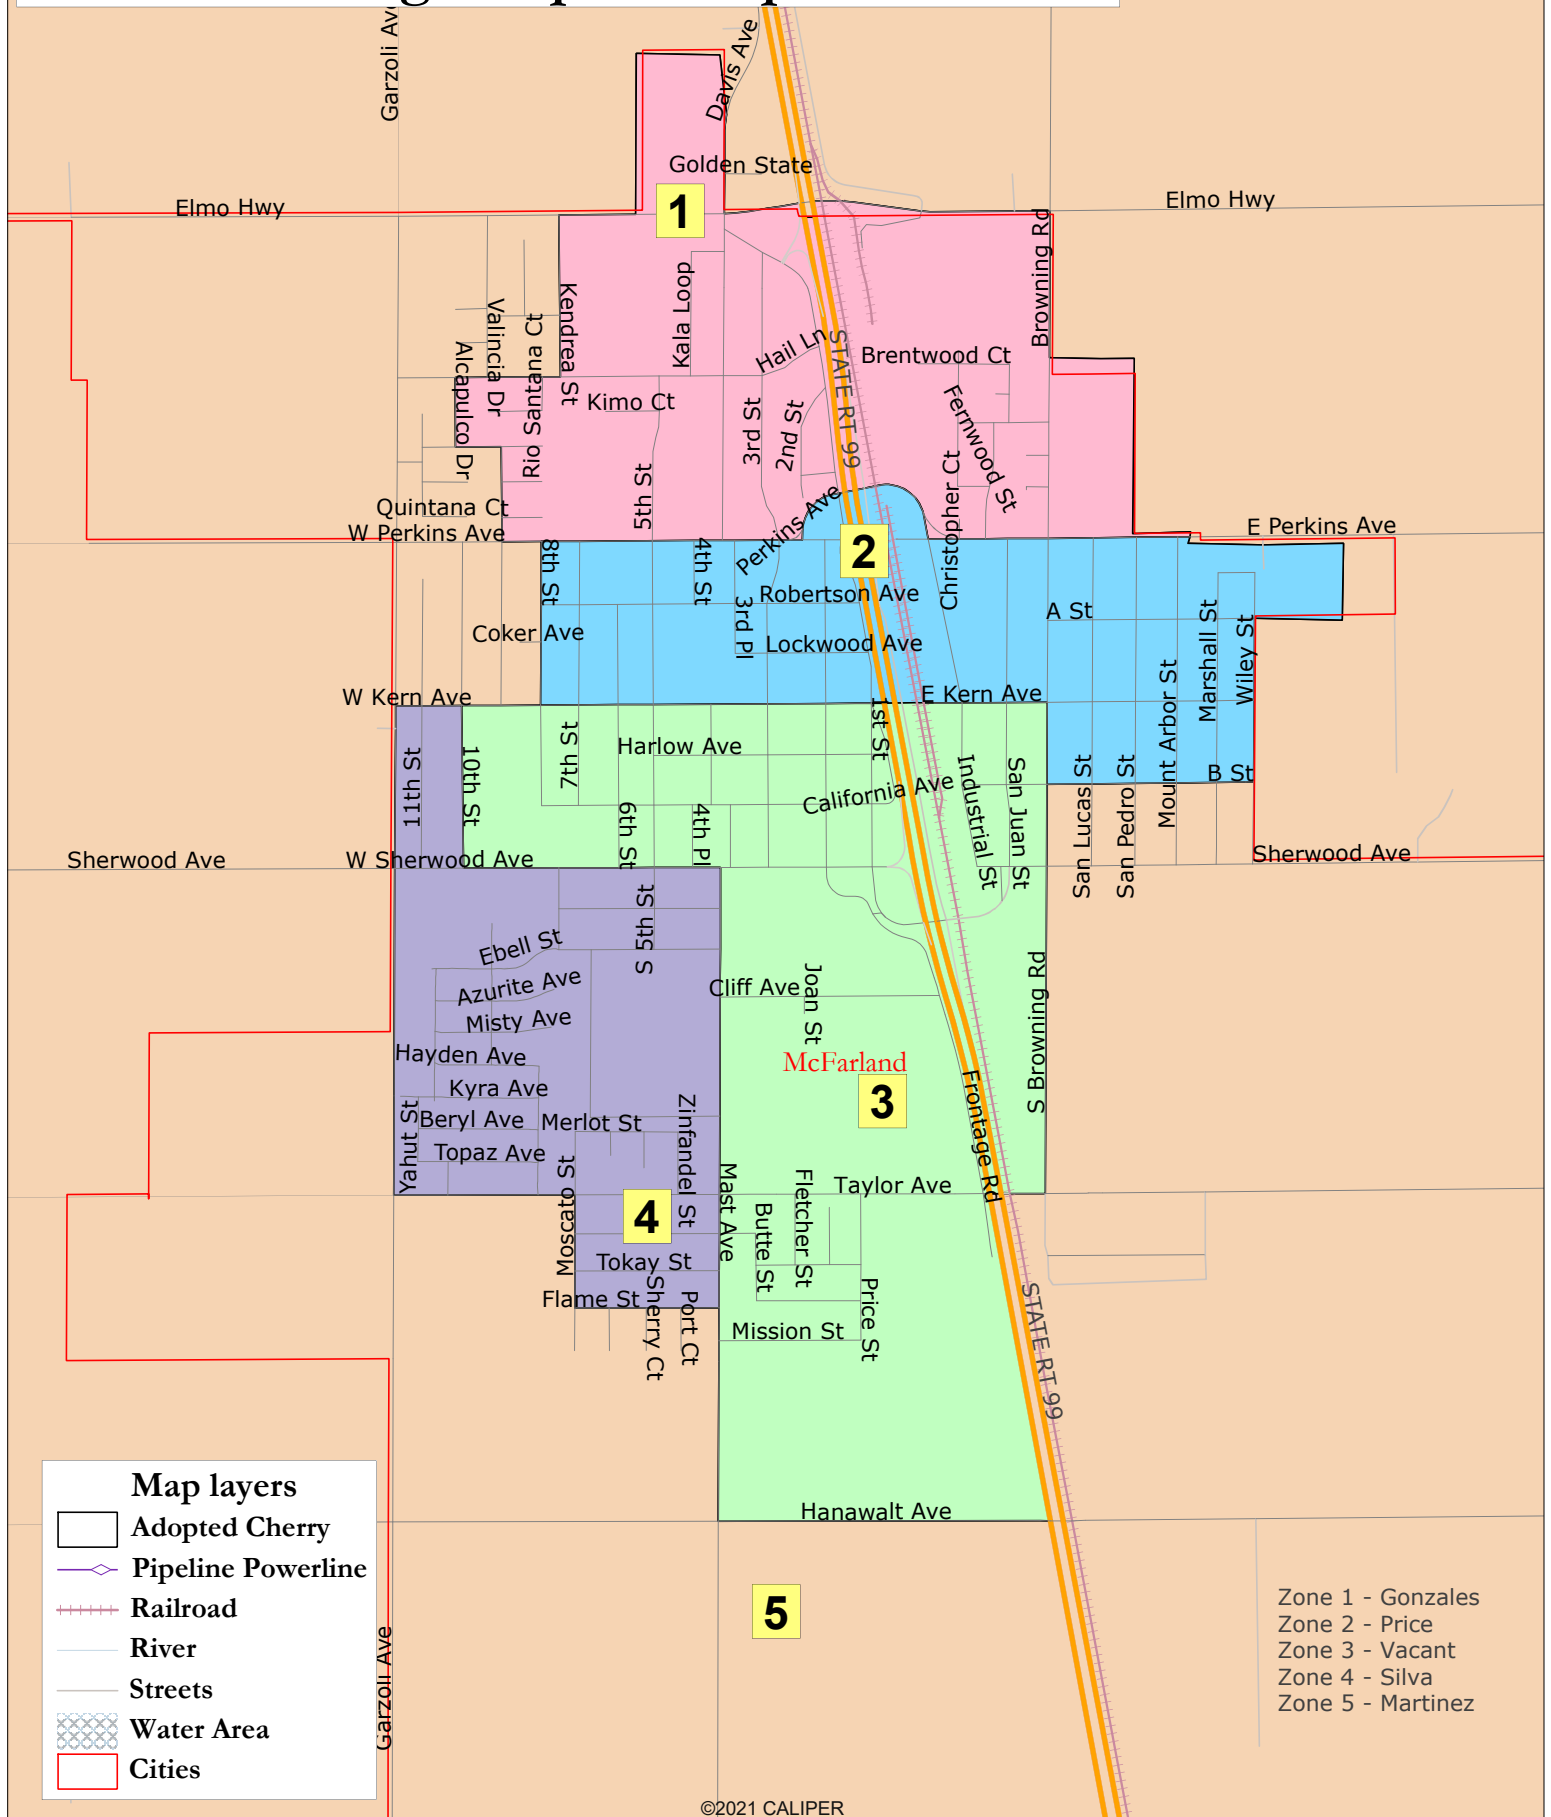 Garzoli Ave
Davis Ave
Golden State
1
Elmo Hwy
Elmo Hwy
Browning Rd
Kala Loop
Kendrea St
Valincia Dr
Rio Santana Ct
Alcapulco Dr
Hail Ln
STATE RT 99
Brentwood Ct
Kimo Ct
3rd St
2nd St
Fernwood St
5th St
Christopher Ct
Quintana Ct
W Perkins Ave
Perkins Ave
E Perkins Ave
2
8th St
4th St
3rd Pl
Robertson Ave
A St
Marshall St
Wiley St
Coker Ave
Lockwood Ave
Mount Arbor St
W Kern Ave
E Kern Ave
1st St
11th St
10th St
7th St
Harlow Ave
California Ave
Industrial St
San Juan St
San Lucas St
San Pedro St
B St
6th St
4th Pl
Sherwood Ave
W Sherwood Ave
Sherwood Ave
S 5th St
Ebell St
Azurite Ave
Cliff Ave
Joan St
S Browning Rd
Misty Ave
Hayden Ave
McFarland
Kyra Ave
3
Frontage Rd
Yahut St
Beryl Ave
Merlot St
Zinfandel St
Topaz Ave
Moscato St
4
Mast Ave
Butte St
Fletcher St
Taylor Ave
Tokay St
Flame St
Sherry Ct
Port Ct
Price St
Mission St
STATE RT 99
Hanawalt Ave
5
Garzoli Ave
Map layers
Adopted Cherry
Pipeline Powerline
Railroad
River
Streets
Water Area
Cities
Zone 1 - Gonzales
Zone 2 - Price
Zone 3 - Vacant
Zone 4 - Silva
Zone 5 - Martinez
©2021 CALIPER